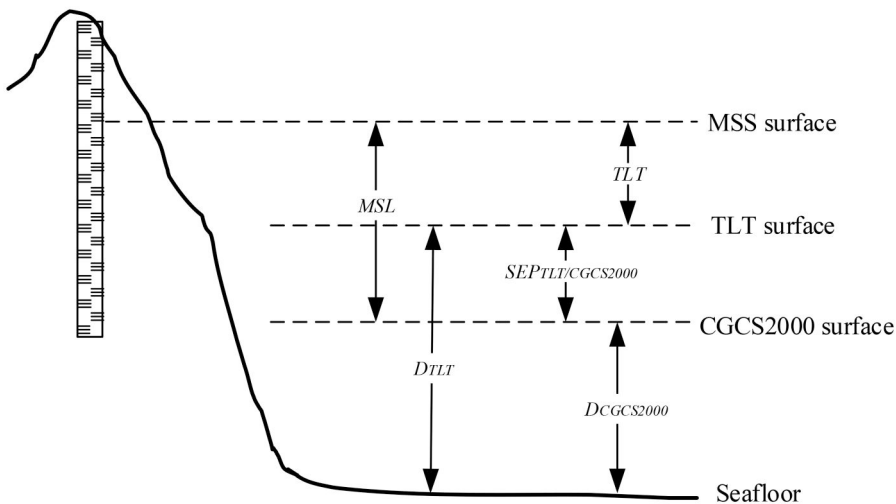 MSS surface
TLT
MSL
TLT surface
SEPTLT/CGCS2000
CGCS2000 surface
DTLT
DCGCS2000
Seafloor